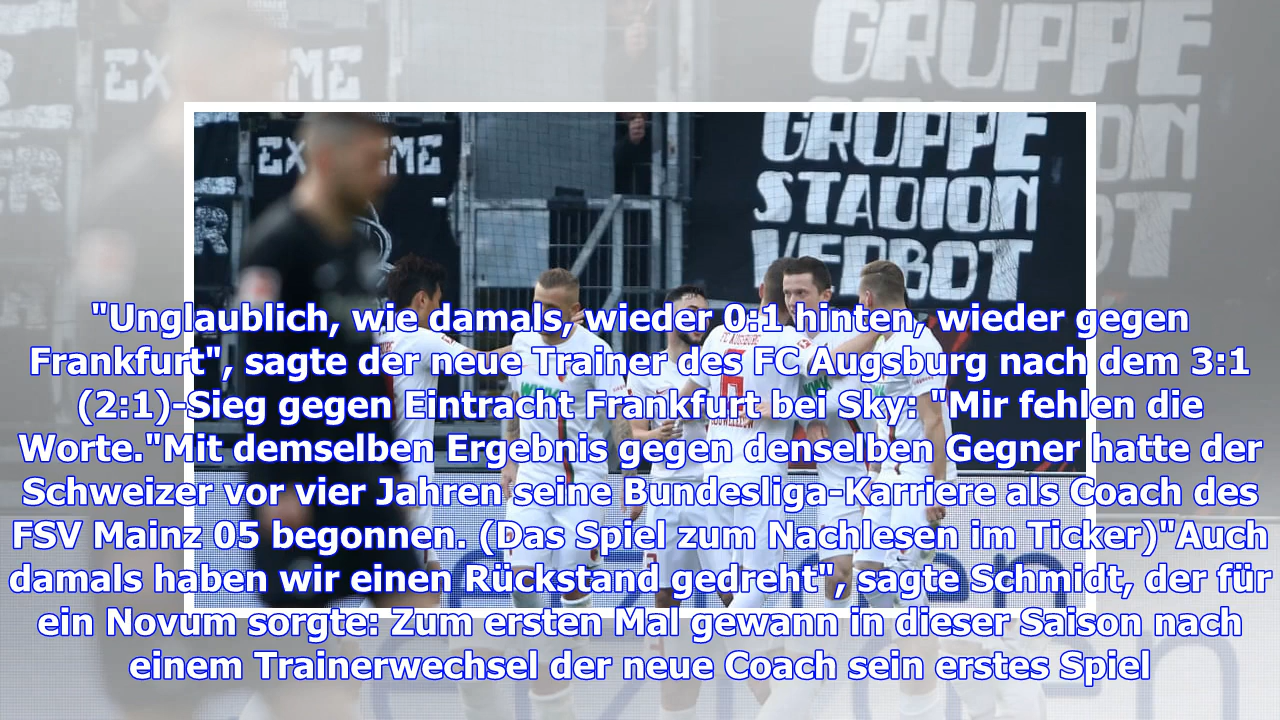 EXTREME
GRUPPE
STADION
VERBOT
"Unglaublich, wie damals, wieder 0:1 hinten, wieder gegen
Frankfurt", sagte der neue Trainer des FC Augsburg nach dem 3:1
(2:1)-Sieg gegen Eintracht Frankfurt bei Sky: "Mir fehlen die
Worte."Mit demselben Ergebnis gegen denselben Gegner hatte der
Schweizer vor vier Jahren seine Bundesliga-Karriere als Coach des
FSV Mainz 05 begonnen. (Das Spiel zum Nachlesen im Ticker)"Auch
damals haben wir einen Rückstand gedreht", sagte Schmidt, der für
ein Novum sorgte: Zum ersten Mal gewann in dieser Saison nach
einem Trainerwechsel der neue Coach sein erstes Spiel